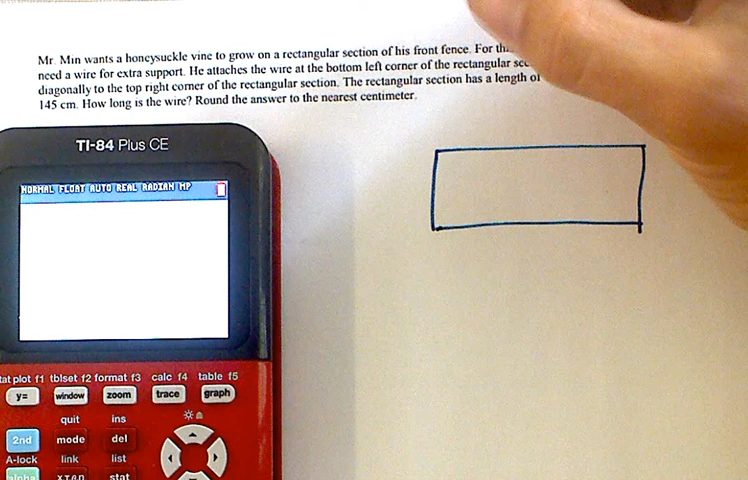 Mr. Min wants a honeysuckle vine to grow on a rectangular section of his front fence. For
need a wire for extra support. He attaches the wire at the bottom left corner of the rectangular
diagonally to the top right corner of the rectangular section. The rectangular section has a length of
145 cm. How long is the wire? Round the answer to the nearest centimeter.
TI-84 Plus CE
NORMAL FLOAT AUTO REAL RADIAN MP
stat plot f1 tblset f2 format f3 calc f4 table f5
y= window zoom trace graph
quit ins
2nd mode del
A-lock link list
alpha X,T,θ,n stat